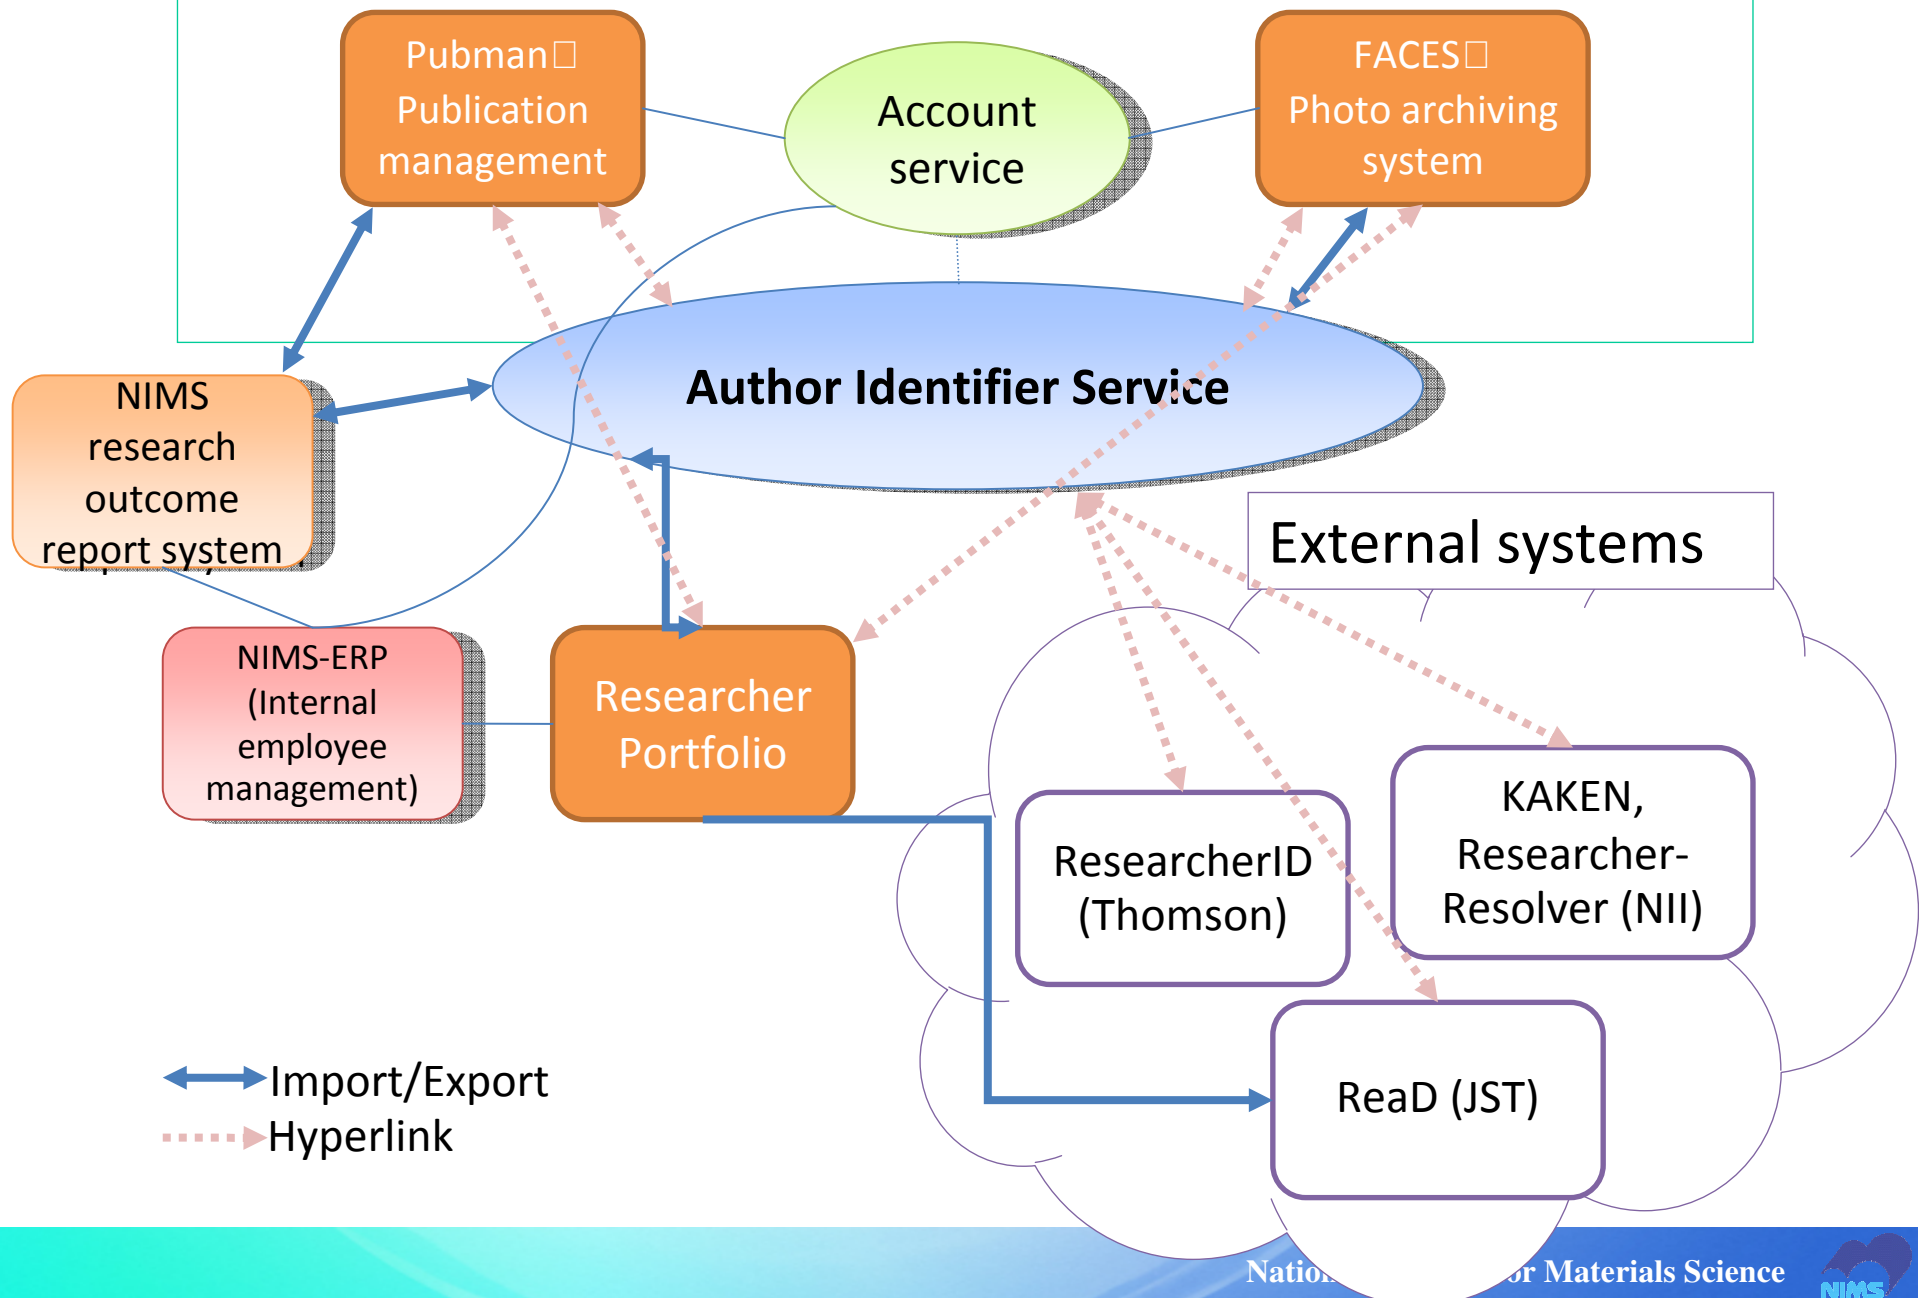 Pubman
Publication
management
Account
service
FACES
Photo archiving
system
Author Identifier Service
NIMS
research
outcome
report system
External systems
NIMS-ERP
(Internal
employee
management)
Researcher
Portfolio
ResearcherID
(Thomson)
KAKEN,
Researcher-
Resolver (NII)
ReaD (JST)
Import/Export
Hyperlink
Materials Science
NIMS